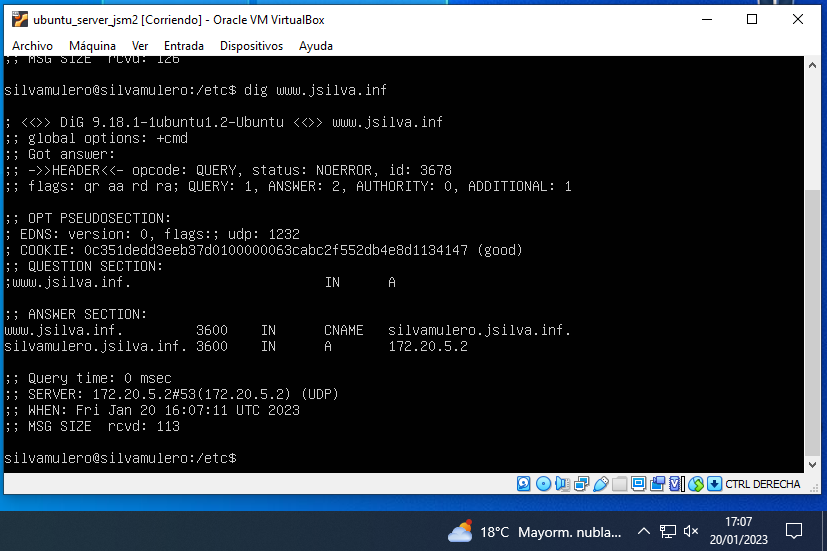 ubuntu_server_jsm2 [Corriendo] - Oracle VM VirtualBox
Archivo Máquina Ver Entrada Dispositivos Ayuda
;; MSG SIZE  rcvd: 126
silvamulero@silvamulero:/etc$ dig www.jsilva.inf
; <<>> DiG 9.18.1-1ubuntu1.2-Ubuntu <<>> www.jsilva.inf
;; global options: +cmd
;; Got answer:
;; ->>HEADER<<- opcode: QUERY, status: NOERROR, id: 3678
;; flags: qr aa rd ra; QUERY: 1, ANSWER: 2, AUTHORITY: 0, ADDITIONAL: 1
;; OPT PSEUDOSECTION:
; EDNS: version: 0, flags:; udp: 1232
; COOKIE: 0c351dedd3eeb37d0100000063cabc2f552db4e8d1134147 (good)
;; QUESTION SECTION:
;www.jsilva.inf. IN A
;; ANSWER SECTION:
www.jsilva.inf. 3600 IN CNAME silvamulero.jsilva.inf.
silvamulero.jsilva.inf. 3600 IN A 172.20.5.2
;; Query time: 0 msec
;; SERVER: 172.20.5.2#53(172.20.5.2) (UDP)
;; WHEN: Fri Jan 20 16:07:11 UTC 2023
;; MSG SIZE  rcvd: 113
silvamulero@silvamulero:/etc$
CTRL DERECHA
18°C Mayorm. nubla...
17:07
20/01/2023